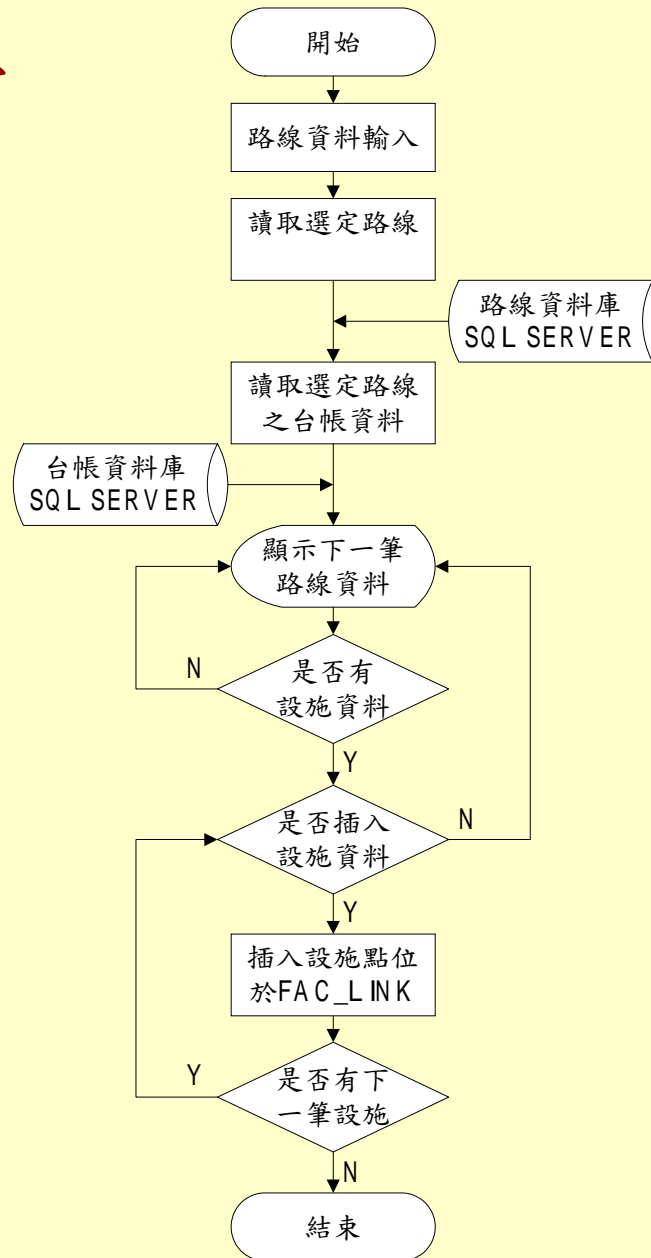 開始
路線資料輸入
讀取選定路線
路線資料庫
SQL SERVER
讀取選定路線
之台帳資料
台帳資料庫
SQL SERVER
顯示下一筆
路線資料
N
是否有
設施資料
Y
是否插入
設施資料
N
Y
插入設施點位
於FAC_LINK
Y
是否有下
一筆設施
N
結束